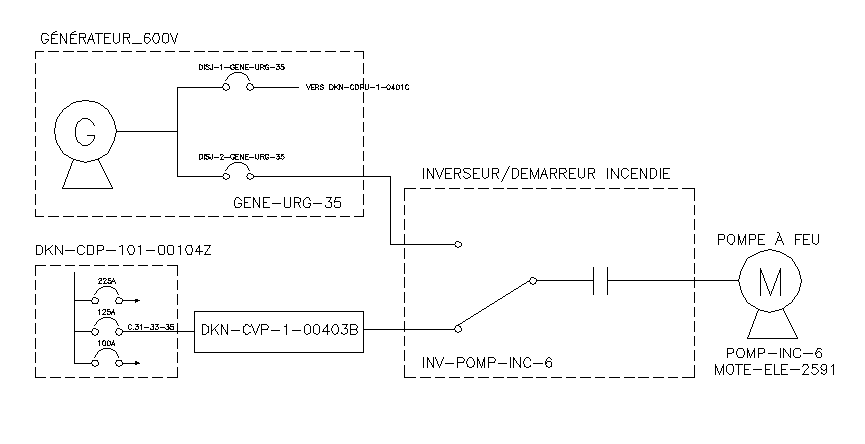 GÉNÉRATEUR_600V
DISJ-1-GENE-URG-35
VERS DKN-CDPU-1-0401C
G
DISJ-2-GENE-URG-35
GENE-URG-35
INVERSEUR/DEMARREUR INCENDIE
DKN-CDP-101-00104Z
POMPE À FEU
225A
M
125A
C.31-33-35
DKN-CVP-1-00403B
100A
INV-POMP-INC-6
POMP-INC-6
MOTE-ELE-2591